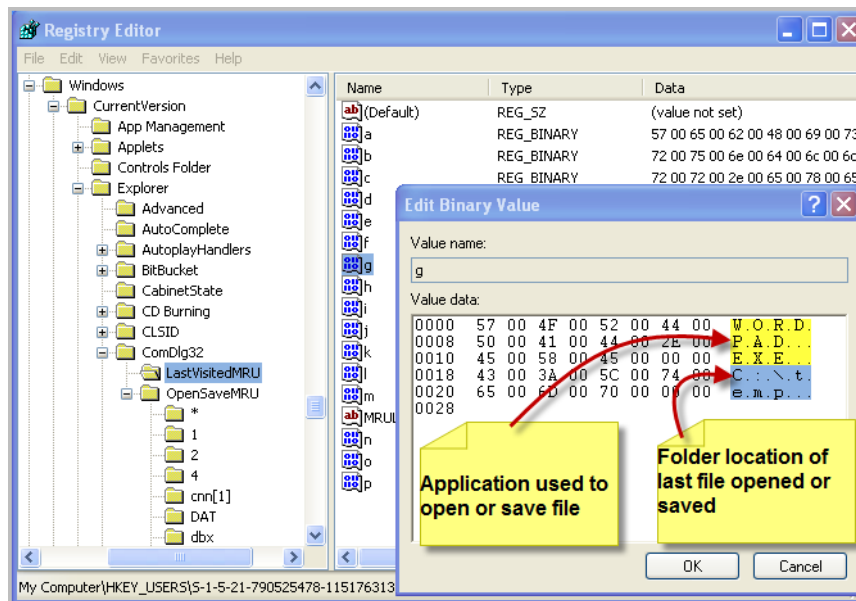 Registry Editor
File Edit View Favorites Help
Windows
CurrentVersion
App Management
Applets
Controls Folder
Explorer
Advanced
AutoComplete
AutoplayHandlers
BitBucket
CabinetState
CD Burning
CLSID
ComDlg32
LastVisitedMRU
OpenSaveMRU
*
1
2
4
cnn[1]
DAT
dbx
Name Type Data
(Default) REG_SZ (value not set)
a REG_BINARY 57 00 65 00 62 00 48 00 69 00 73
b REG_BINARY 72 00 75 00 6e 00 64 00 6c 00 6c
c REG_BINARY 72 00 72 00 2e 00 65 00 78 00 65
d
e
f
g
h
i
j
k
l
m
MRUL
n
o
p
Edit Binary Value
Value name:
g
Value data:
0000 57 00 4F 00 52 00 44 00 W.O.R.D.
0008 50 00 41 00 44 00 2E 00 P.A.D...
0010 45 00 58 00 45 00 00 00 E.X.E...
0018 43 00 3A 00 5C 00 74 00 C.:.\.t.
0020 65 00 6D 00 70 00 00 00 e.m.p...
0028
Application used to
open or save file
Folder location of
last file opened or
saved
OK Cancel
My Computer\HKEY_USERS\S-1-5-21-790525478-115176313